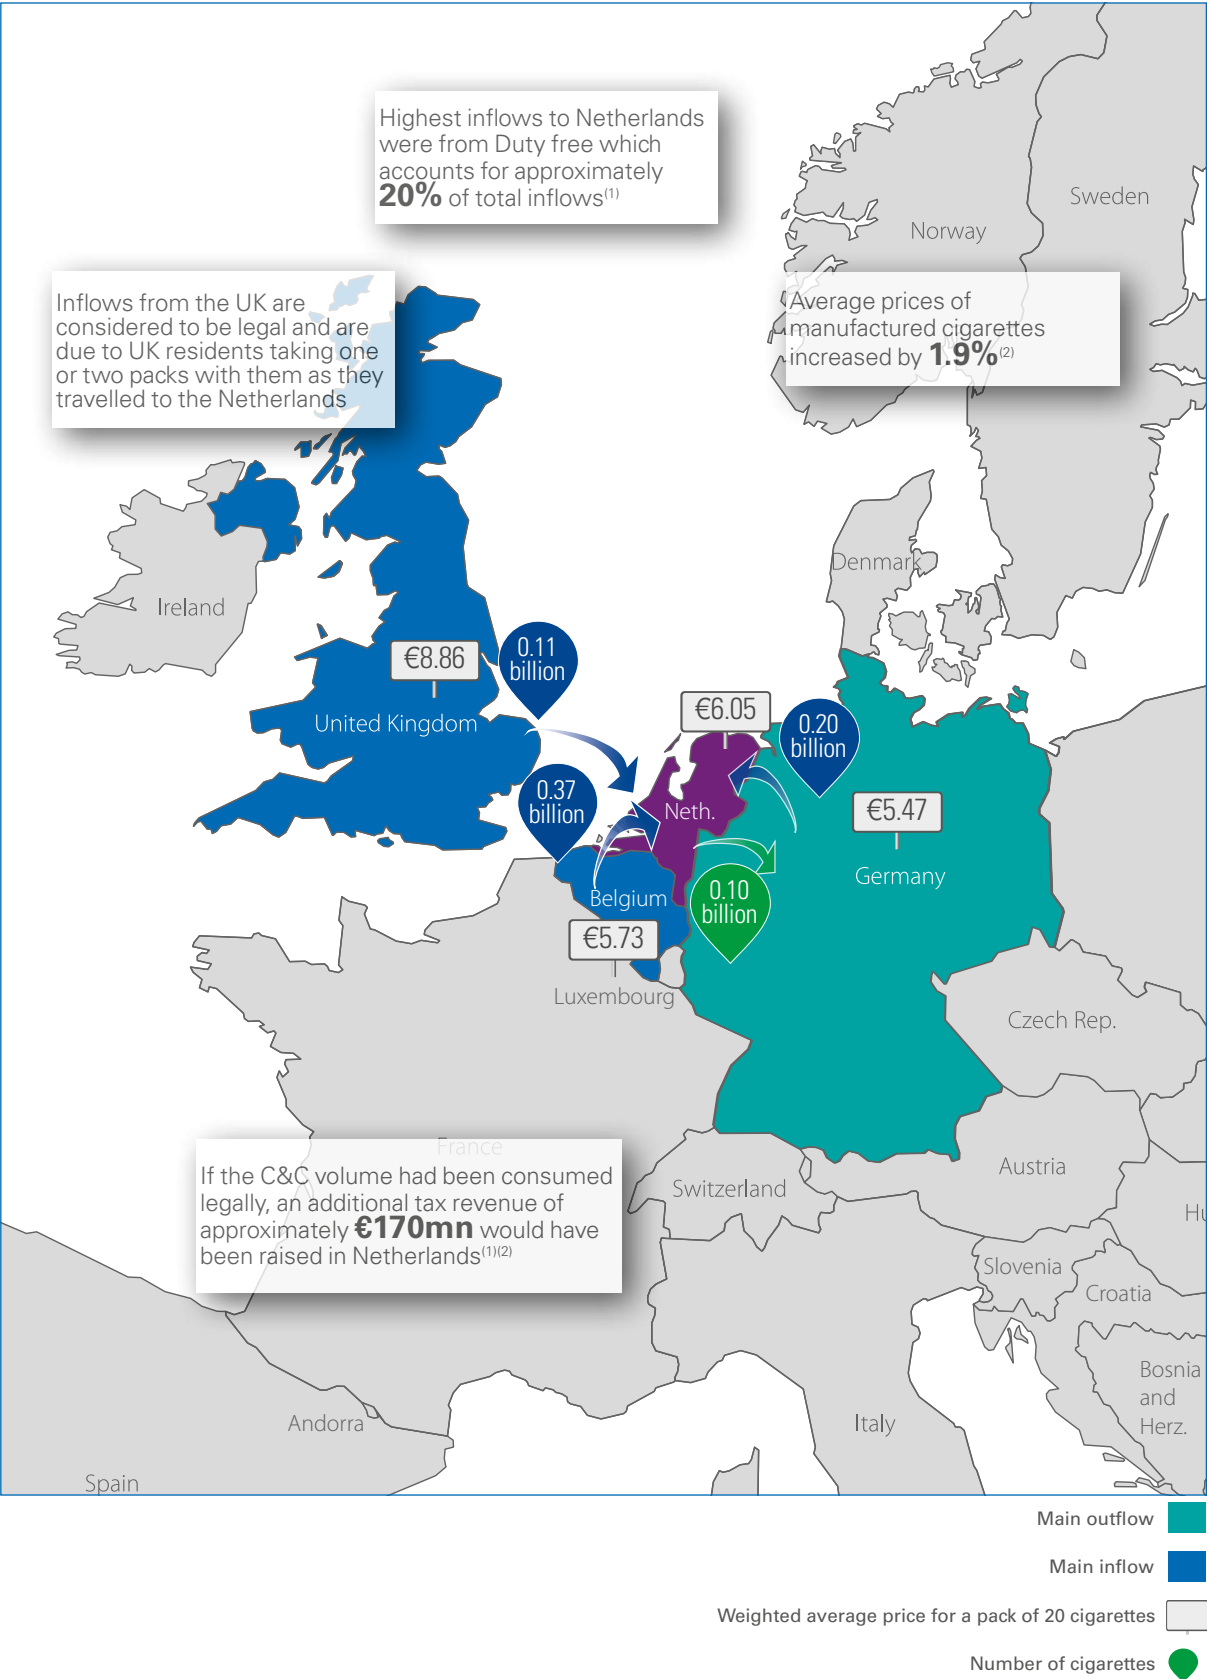 Highest inflows to Netherlands
were from Duty free which
accounts for approximately
20% of total inflows(1)
Sweden
Norway
Inflows from the UK are
considered to be legal and are
due to UK residents taking one
or two packs with them as they
travelled to the Netherlands
Average prices of
manufactured cigarettes
increased by 1.9%(2)
Denmark
Ireland
€8.86
0.11
billion
United Kingdom
€6.05
0.20
billion
0.37
billion
Neth.
€5.47
Germany
Belgium
0.10
billion
€5.73
Luxembourg
Czech Rep.
France
If the C&C volume had been consumed
legally, an additional tax revenue of
approximately €170mn would have
been raised in Netherlands(1)(2)
Switzerland
Austria
Hu
Slovenia
Croatia
Bosnia
and
Herz.
Andorra
Italy
Spain
Main outflow
Main inflow
Weighted average price for a pack of 20 cigarettes
Number of cigarettes